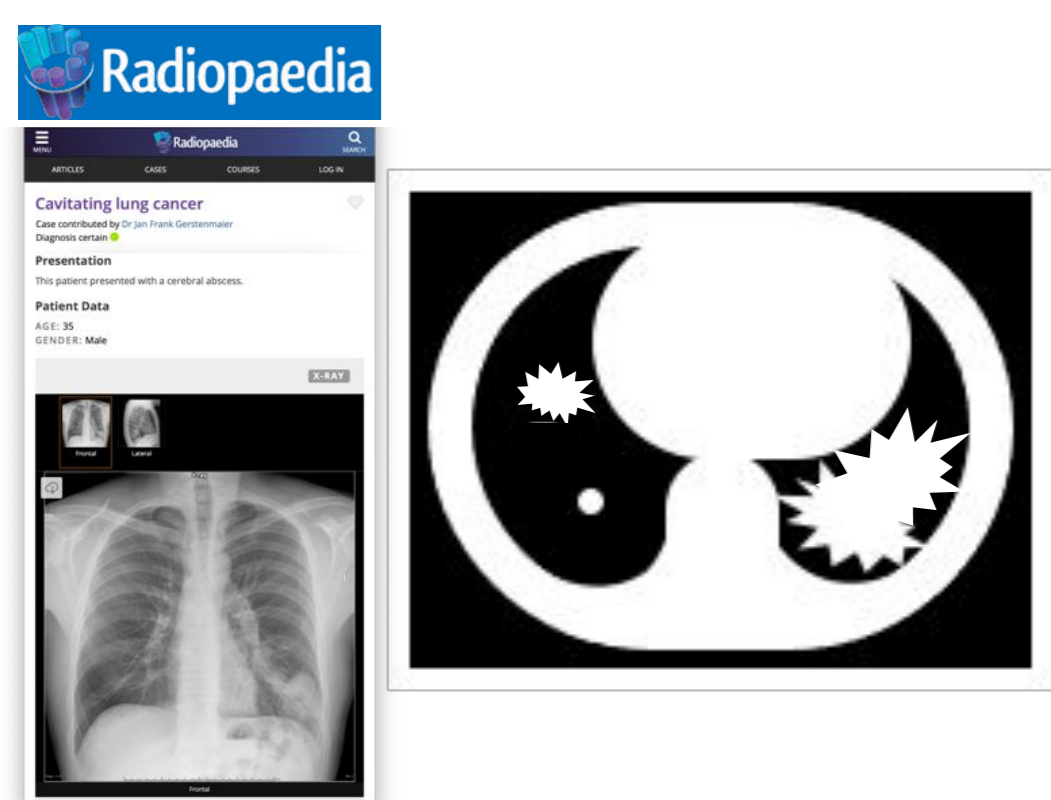 Radiopaedia
MENU
Radiopaedia
SEARCH
ARTICLES CASES COURSES LOG IN
Cavitating lung cancer
Case contributed by Dr Jan Frank Gerstenmaier
Diagnosis certain
Presentation
This patient presented with a cerebral abscess.
Patient Data
AGE: 35
GENDER: Male
X-RAY
Frontal Lateral
Frontal